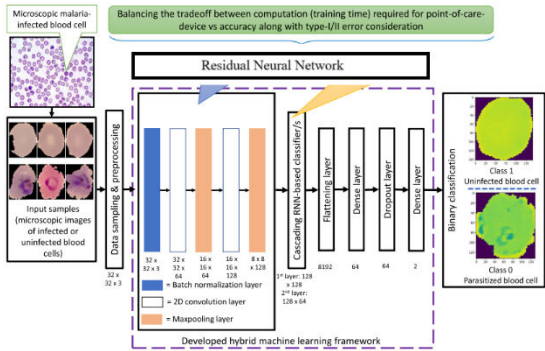 Microscopic malaria-
infected blood cell
Balancing the tradeoff between computation (training time) required for point-of-care-
device vs accuracy along with type-I/II error consideration
Residual Neural Network
Input samples
(microscopic images
of infected or
uninfected blood
cells)
Data sampling & preprocessing
32 x
32 x 3
32 x
32 x 3
32 x
32 x
64
16 x
16 x
64
16 x
16 x
128
8 x 8
x 128
= Batch normalization layer
= 2D convolution layer
= Maxpooling layer
Cascading RNN-based classifier/s
1st layer: 128
x 128
2nd layer:
128 x 64
Flattening layer
8192
Dense layer
64
Dropout layer
64
Dense layer
2
Developed hybrid machine learning framework
Binary classification
Class 1
Uninfected blood cell
Class 0
Parasitized blood cell